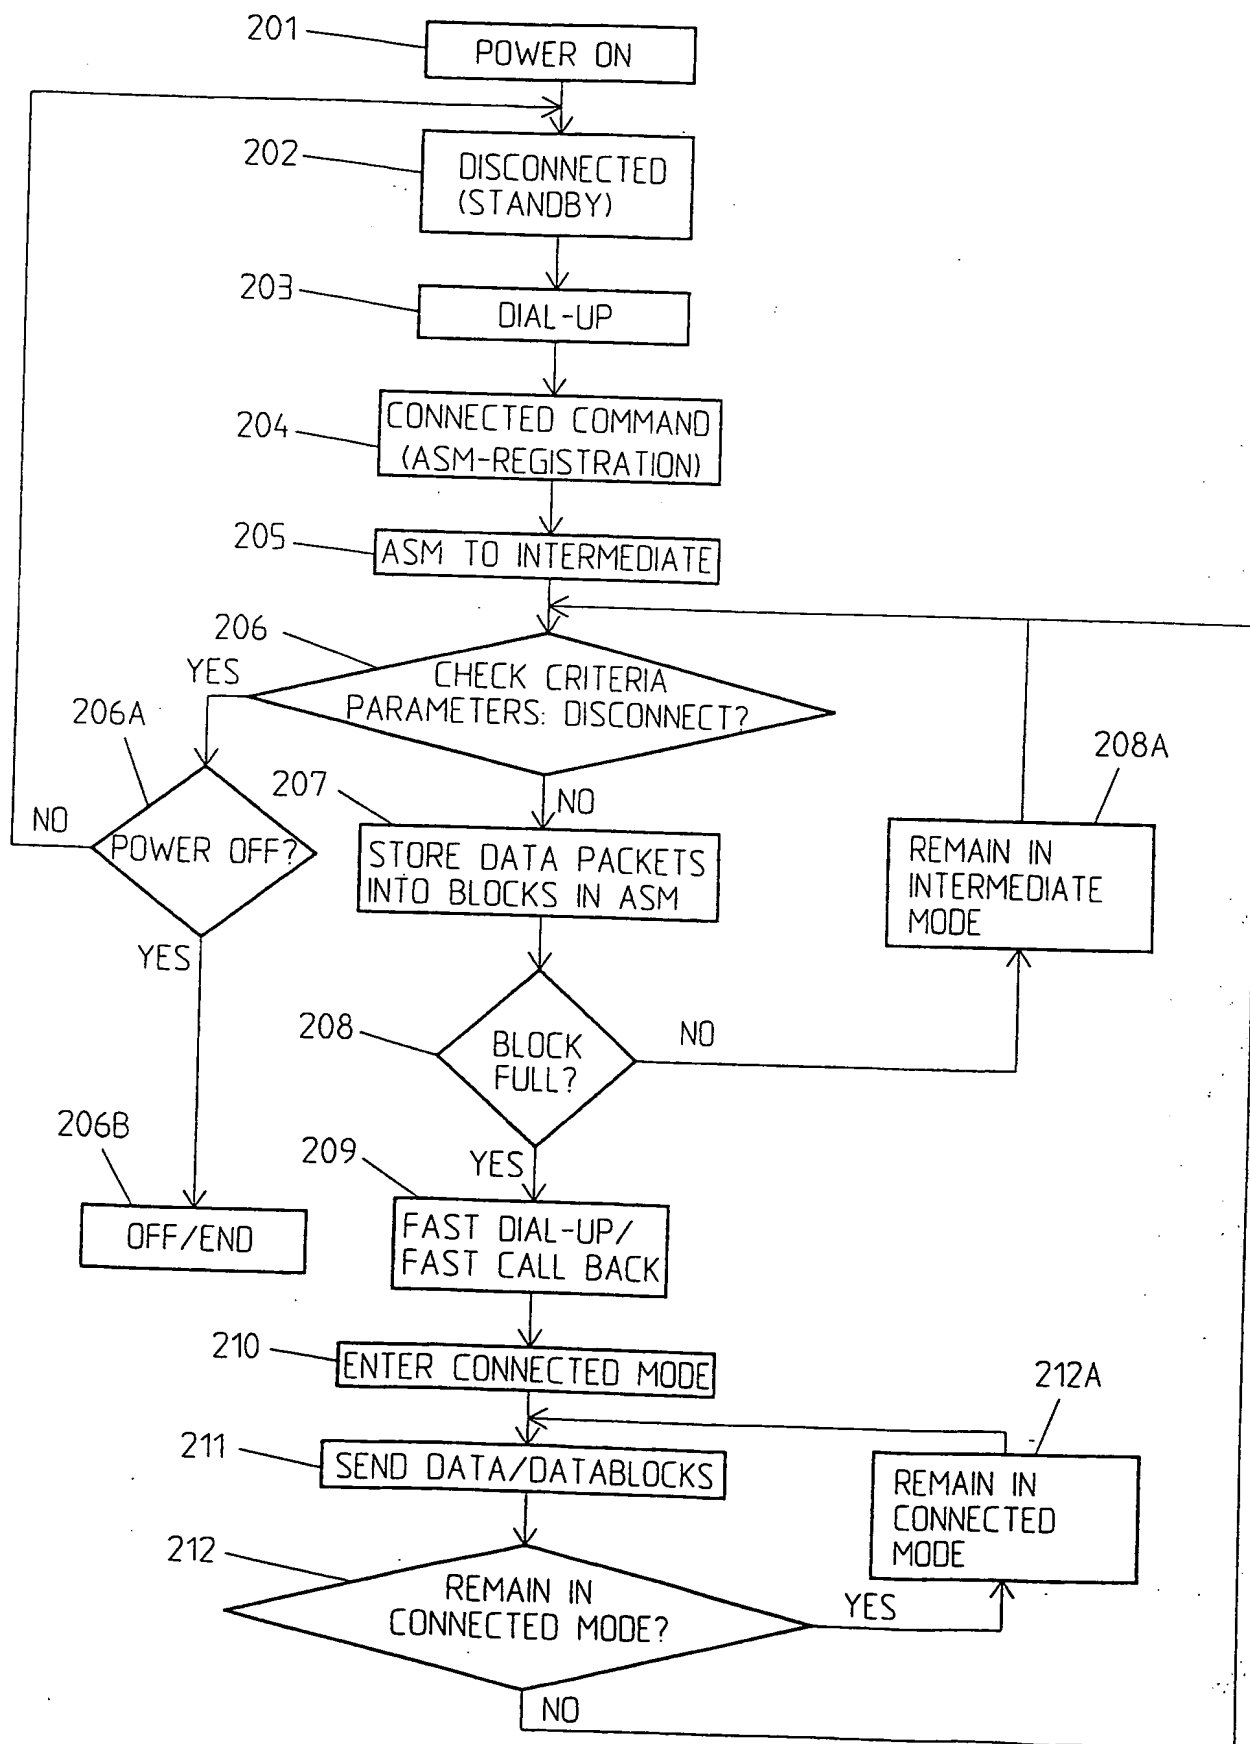 201
POWER ON
202
DISCONNECTED
(STANDBY)
203
DIAL-UP
204
CONNECTED COMMAND
(ASM-REGISTRATION)
205
ASM TO INTERMEDIATE
206
YES
CHECK CRITERIA
PARAMETERS: DISCONNECT?
206A
NO
POWER OFF?
YES
207
NO
STORE DATA PACKETS
INTO BLOCKS IN ASM
208A
REMAIN IN
INTERMEDIATE
MODE
208
BLOCK
FULL?
NO
YES
206B
OFF/END
209
FAST DIAL-UP/
FAST CALL BACK
210
ENTER CONNECTED MODE
211
SEND DATA/DATABLOCKS
212A
REMAIN IN
CONNECTED
MODE
212
REMAIN IN
CONNECTED MODE?
YES
NO